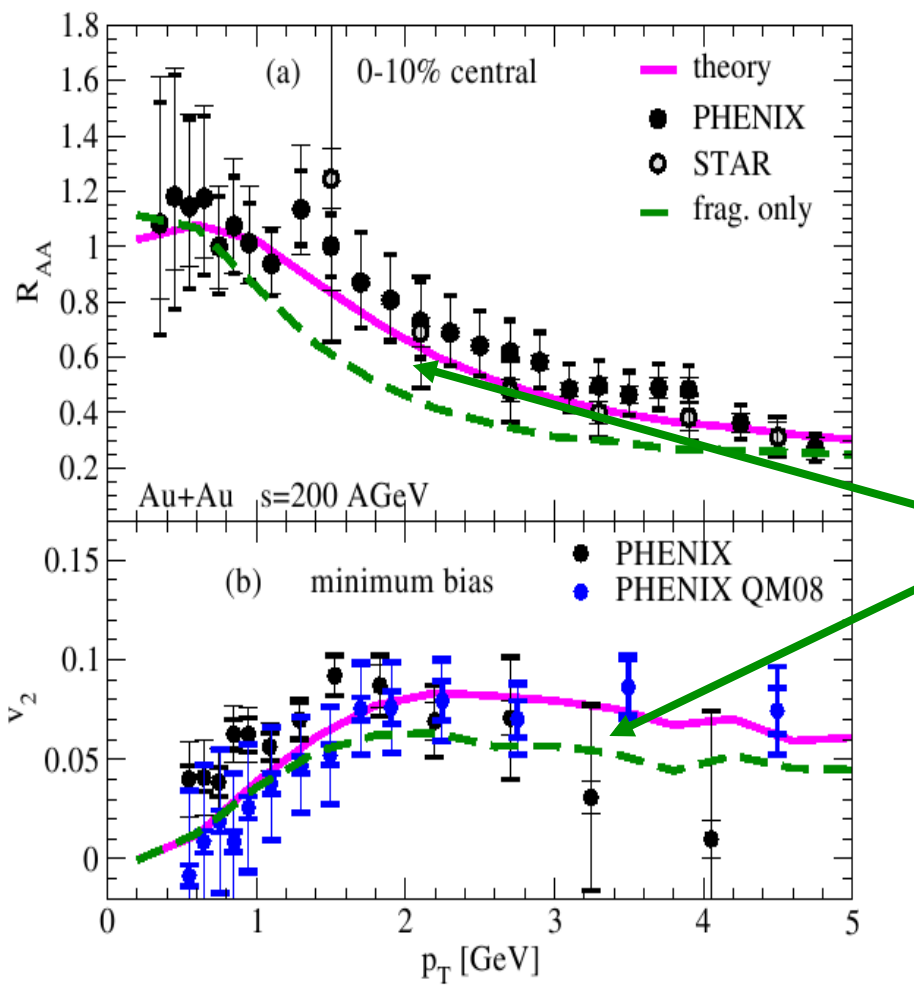 1.8
1.6
1.4
1.2
1
0.8
0.6
0.4
0.2
R_AA
(a) 0-10% central
theory
PHENIX
STAR
frag. only
Au+Au s=200 AGeV
0.15
0.1
0.05
0
v_2
(b) minimum bias
PHENIX
PHENIX QM08
0 1 2 3 4 5
p_T [GeV]